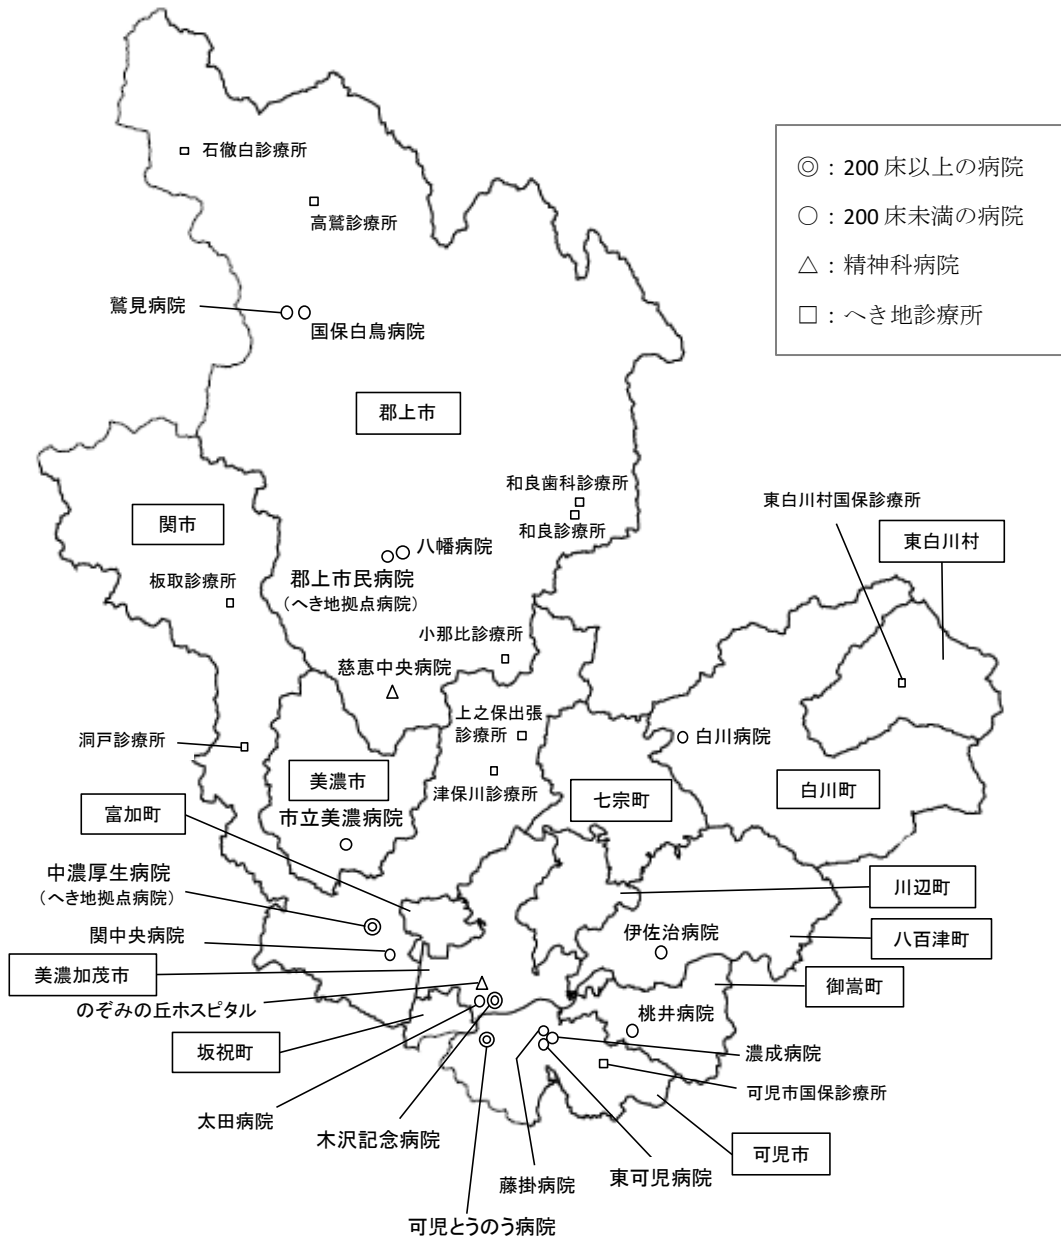 ◎：200 床以上の病院
○：200 床未満の病院
△：精神科病院
□：へき地診療所
石徹白診療所
高鷲診療所
鷲見病院
国保白鳥病院
郡上市
和良歯科診療所
和良診療所
東白川村国保診療所
東白川村
関市
八幡病院
郡上市民病院
（へき地拠点病院）
板取診療所
小那比診療所
慈恵中央病院
上之保出張
診療所
白川病院
洞戸診療所
美濃市
津保川診療所
七宗町
白川町
富加町
市立美濃病院
中濃厚生病院
（へき地拠点病院）
川辺町
関中央病院
伊佐治病院
八百津町
美濃加茂市
御嵩町
のぞみの丘ホスピタル
桃井病院
坂祝町
濃成病院
可児市国保診療所
太田病院
木沢記念病院
可児市
藤掛病院
東可児病院
可児とうのう病院